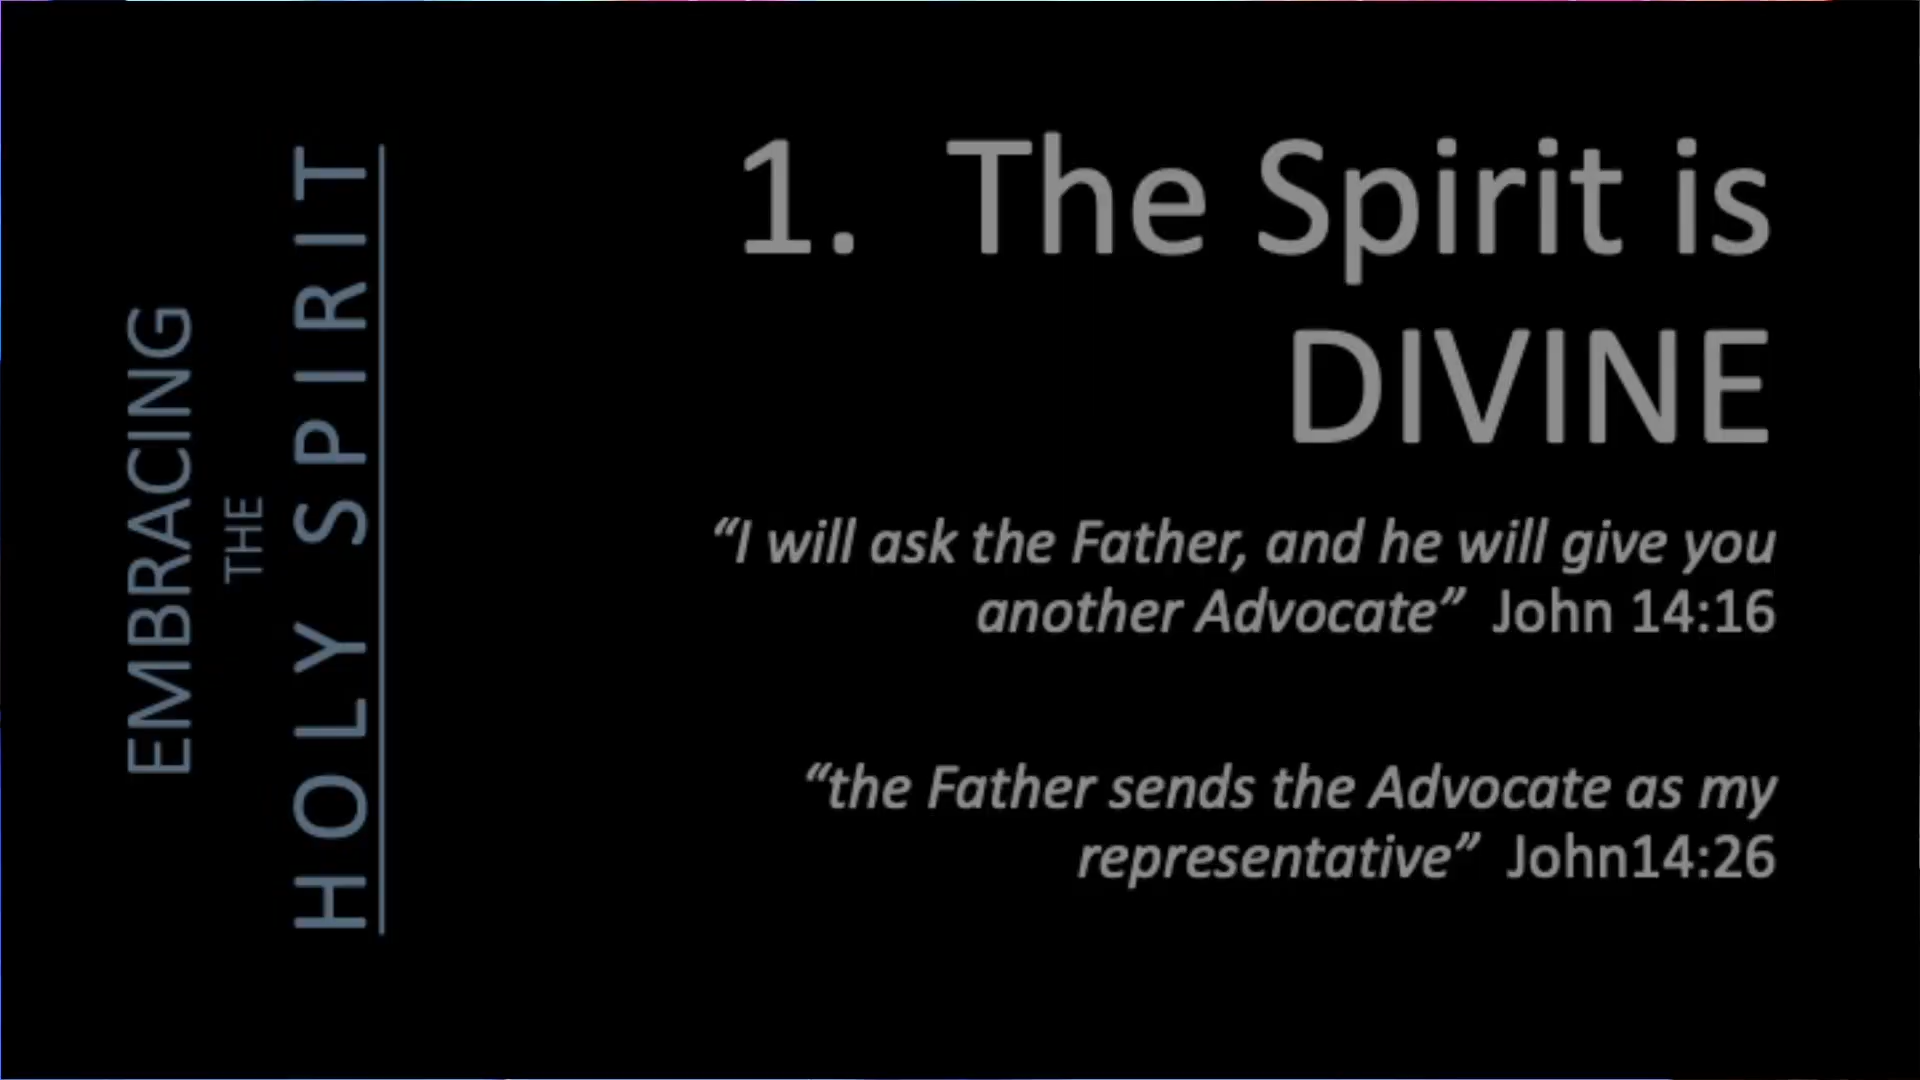 EMBRACING
THE
HOLY SPIRIT
1. The Spirit is
DIVINE
“I will ask the Father, and he will give you
another Advocate” John 14:16
“the Father sends the Advocate as my
representative” John14:26